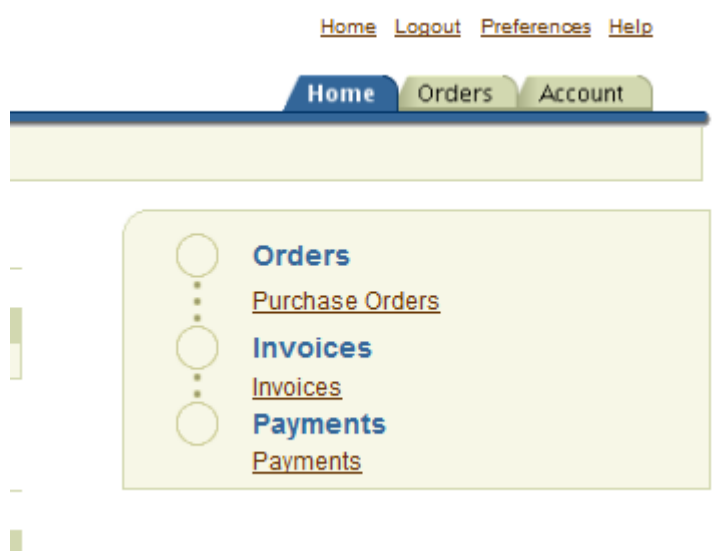 Home Logout Preferences Help
Home Orders Account
Orders
Purchase Orders
Invoices
Invoices
Payments
Payments